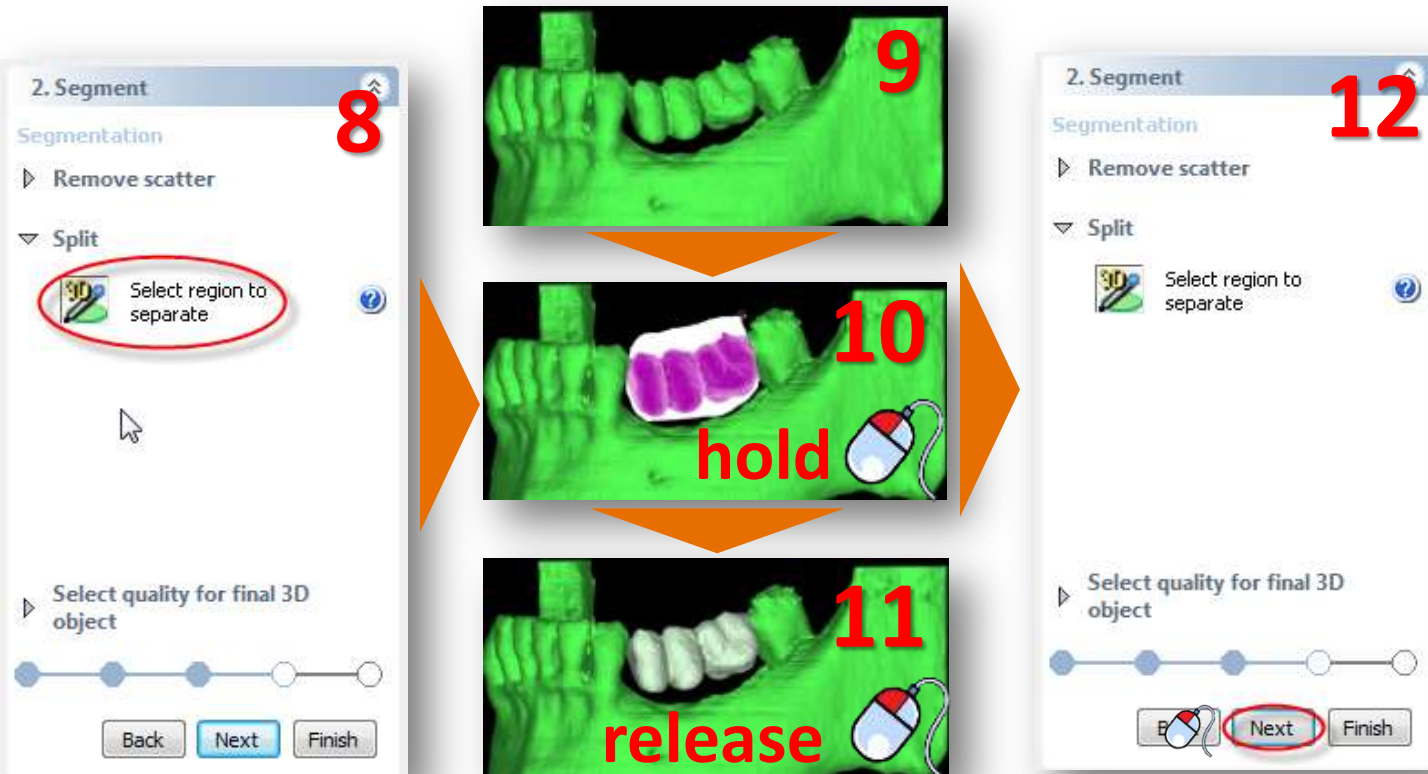 2. Segment
8
Segmentation
Remove scatter
Split
Select region to
separate
Select quality for final 3D
object
Back
Next
Finish
9
10
hold
11
release
2. Segment
12
Segmentation
Remove scatter
Split
3D
Select region to
separate
Select quality for final 3D
object
Next
Finish